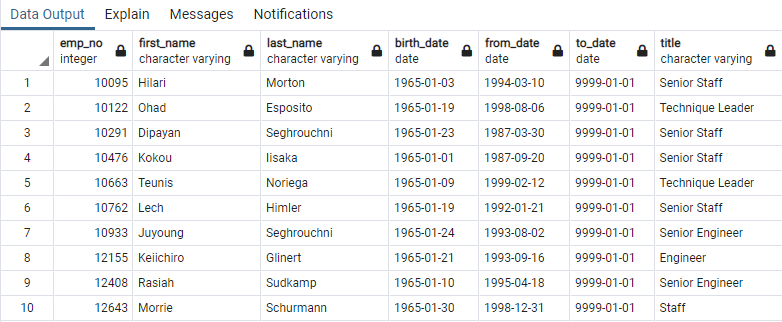 Data Output Explain Messages Notifications
emp_no first_name last_name birth_date from_date to_date title
integer character varying character varying date date date character varying
1 10095 Hilari Morton 1965-01-03 1994-03-10 9999-01-01 Senior Staff
2 10122 Ohad Esposito 1965-01-19 1998-08-06 9999-01-01 Technique Leader
3 10291 Dipayan Seghrouchni 1965-01-23 1987-03-30 9999-01-01 Senior Staff
4 10476 Kokou Iisaka 1965-01-01 1987-09-20 9999-01-01 Senior Staff
5 10663 Teunis Noriega 1965-01-09 1999-02-12 9999-01-01 Technique Leader
6 10762 Lech Himler 1965-01-19 1992-01-21 9999-01-01 Senior Staff
7 10933 Juyoung Seghrouchni 1965-01-24 1993-08-02 9999-01-01 Senior Engineer
8 12155 Keiichiro Glinert 1965-01-21 1993-09-16 9999-01-01 Engineer
9 12408 Rasiah Sudkamp 1965-01-10 1995-04-18 9999-01-01 Senior Engineer
10 12643 Morrie Schurmann 1965-01-30 1998-12-31 9999-01-01 Staff